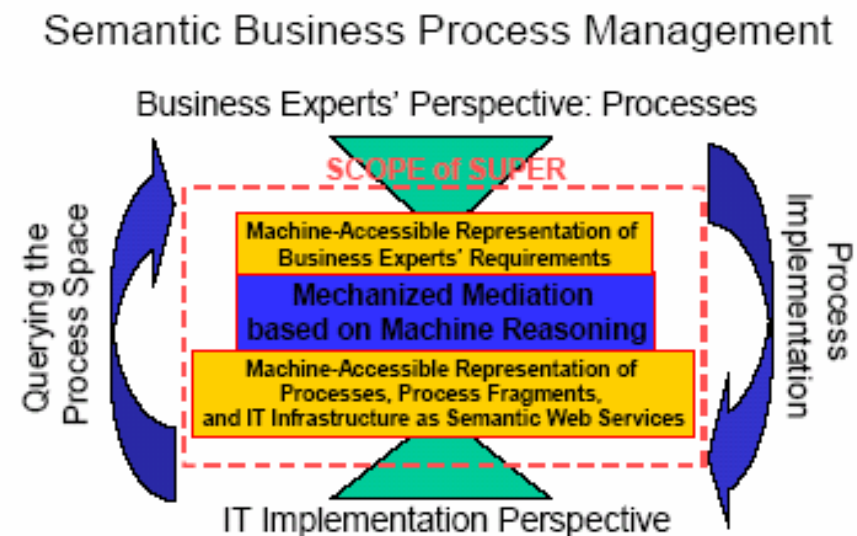 Semantic Business Process Management
Business Experts' Perspective: Processes
SCOPE of SUPER
Querying the
Process Space
Machine-Accessible Representation of
Business Experts' Requirements
Mechanized Mediation
based on Machine Reasoning
Machine-Accessible Representation of
Processes, Process Fragments,
and IT Infrastructure as Semantic Web Services
Process
Implementation
IT Implementation Perspective